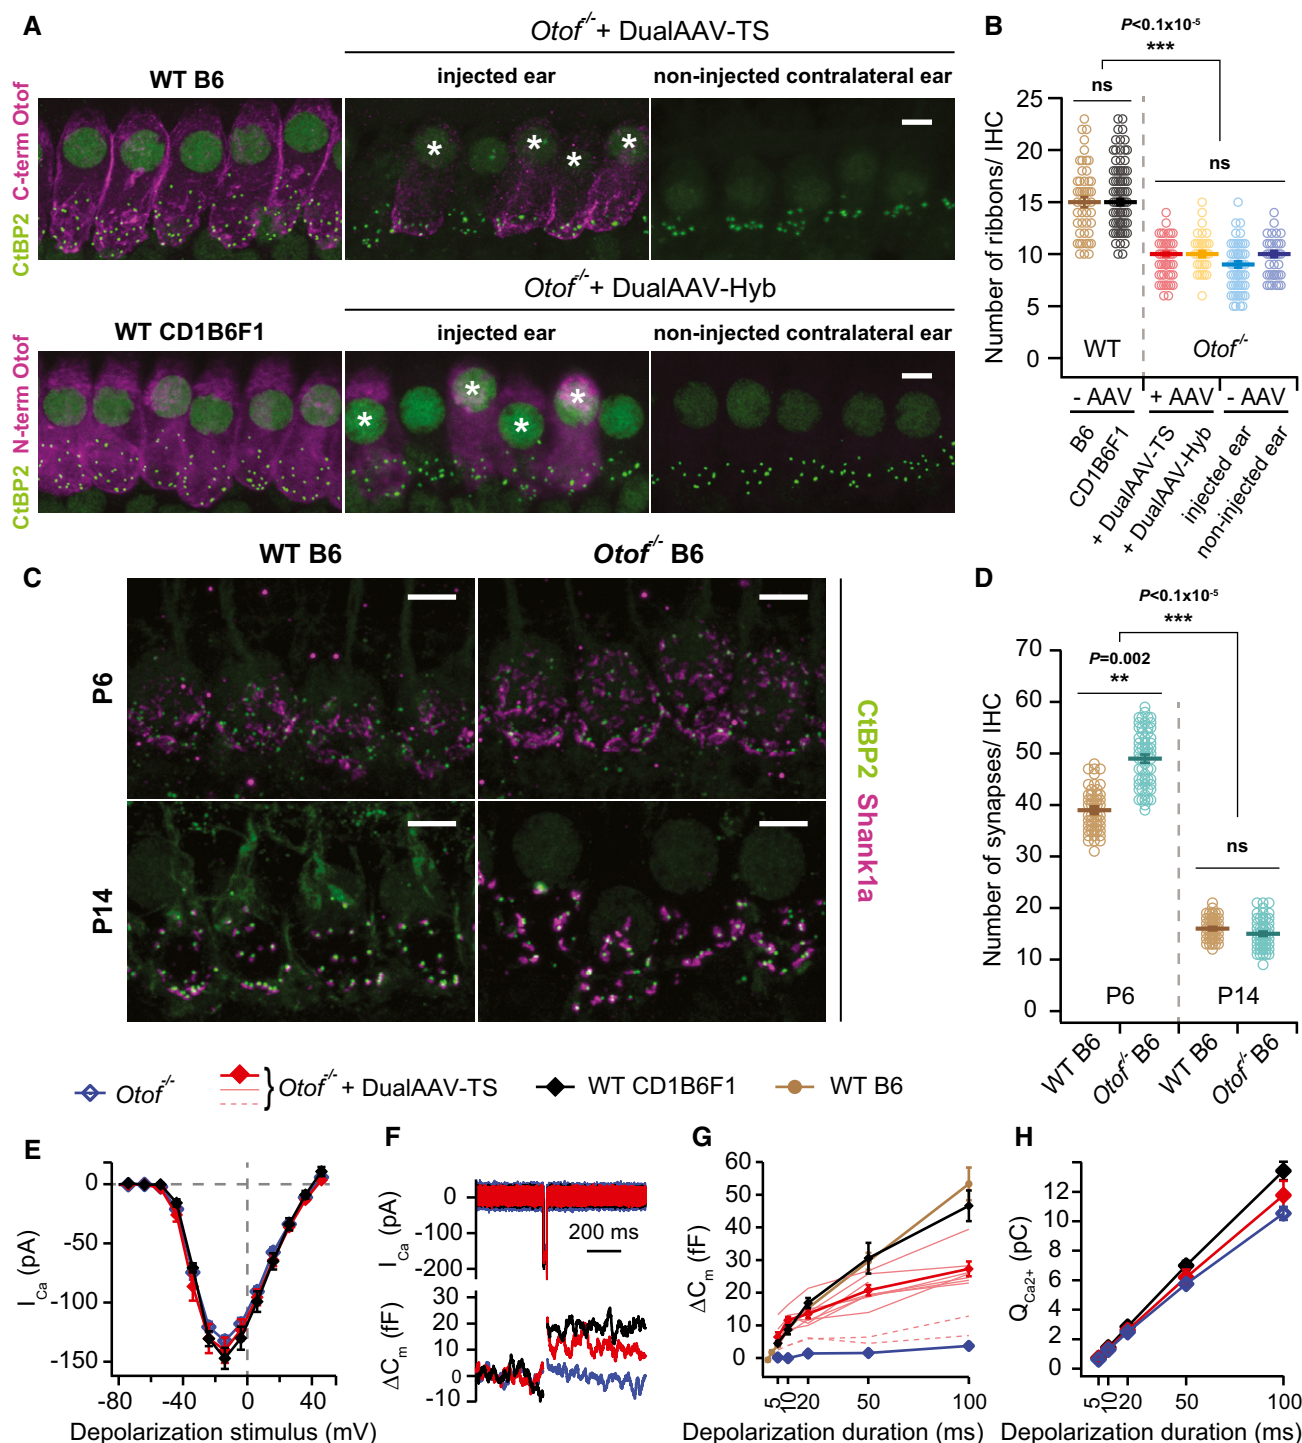 A
Otof-/- + DualAAV-TS
WT B6
injected ear
non-injected contralateral ear
CtBP2 C-term Otof
* * * *
Otof-/- + DualAAV-Hyb
WT CD1B6F1
injected ear
non-injected contralateral ear
CtBP2 N-term Otof
* * * *
B
P<0.1x10-5
***
ns
ns
Number of ribbons/ IHC
25
20
15
10
5
0
WT
Otof-/-
- AAV
+ AAV
- AAV
B6
CD1B6F1
+ DualAAV-TS
+ DualAAV-Hyb
injected ear
non-injected ear
C
WT B6
Otof-/- B6
P6
P14
CtBP2 Shank1a
D
P<0.1x10-5
***
P=0.002
**
ns
Number of synapses/ IHC
70
60
50
40
30
20
10
0
P6
P14
WT B6
Otof-/- B6
WT B6
Otof-/- B6
Otof-/-
} Otof-/- + DualAAV-TS
WT CD1B6F1
WT B6
E
ICa (pA)
0
-50
-100
-150
-80
-40
0
40
Depolarization stimulus (mV)
F
ICa (pA)
0
-100
-200
200 ms
ΔCm (fF)
30
20
10
0
-10
G
ΔCm (fF)
60
50
40
30
20
10
0
5
10
20
50
100
Depolarization duration (ms)
H
QCa2+ (pC)
12
10
8
6
4
2
0
5
10
20
50
100
Depolarization duration (ms)